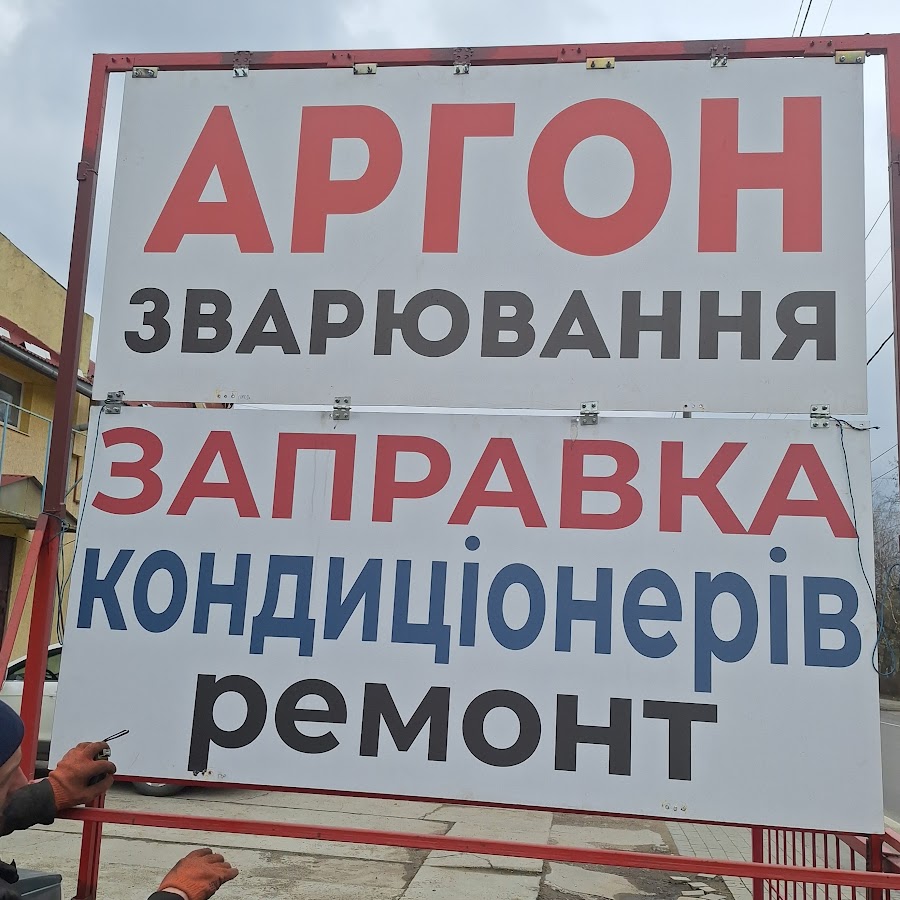 АРГОН
ЗВАРЮВАННЯ
ЗАПРАВКА
кондиціонерів
ремонт